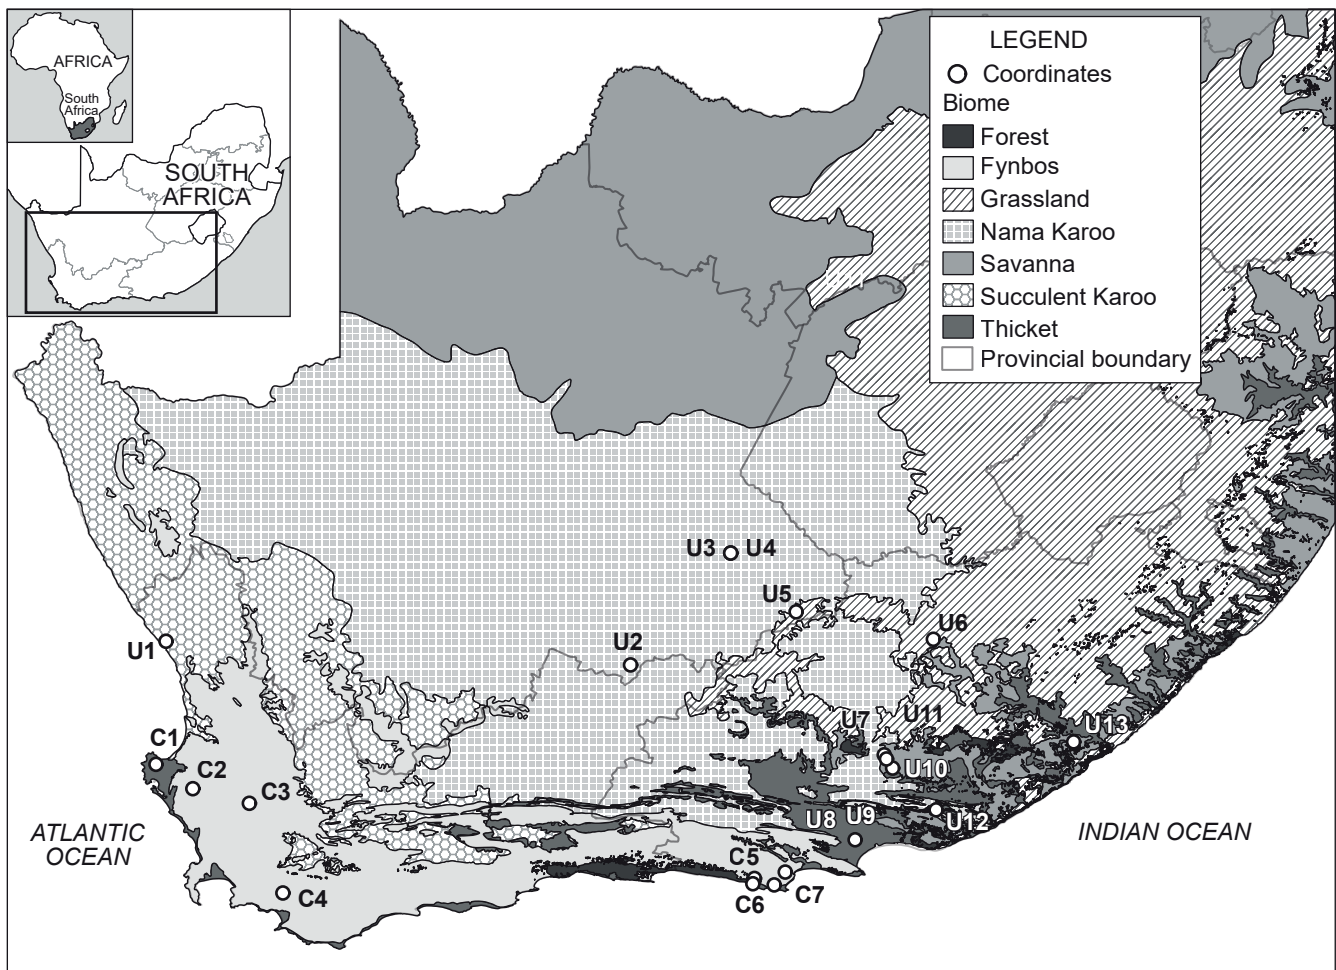 AFRICA
South
Africa
SOUTH
AFRICA
LEGEND
Coordinates
Biome
Forest
Fynbos
Grassland
Nama Karoo
Savanna
Succulent Karoo
Thicket
Provincial boundary
U3 U4
U5
U6
U1
U2
U7
U11
U13
C1
U10
C2
C3
U8 U9
U12
ATLANTIC
OCEAN
INDIAN OCEAN
C5
C4
C6
C7